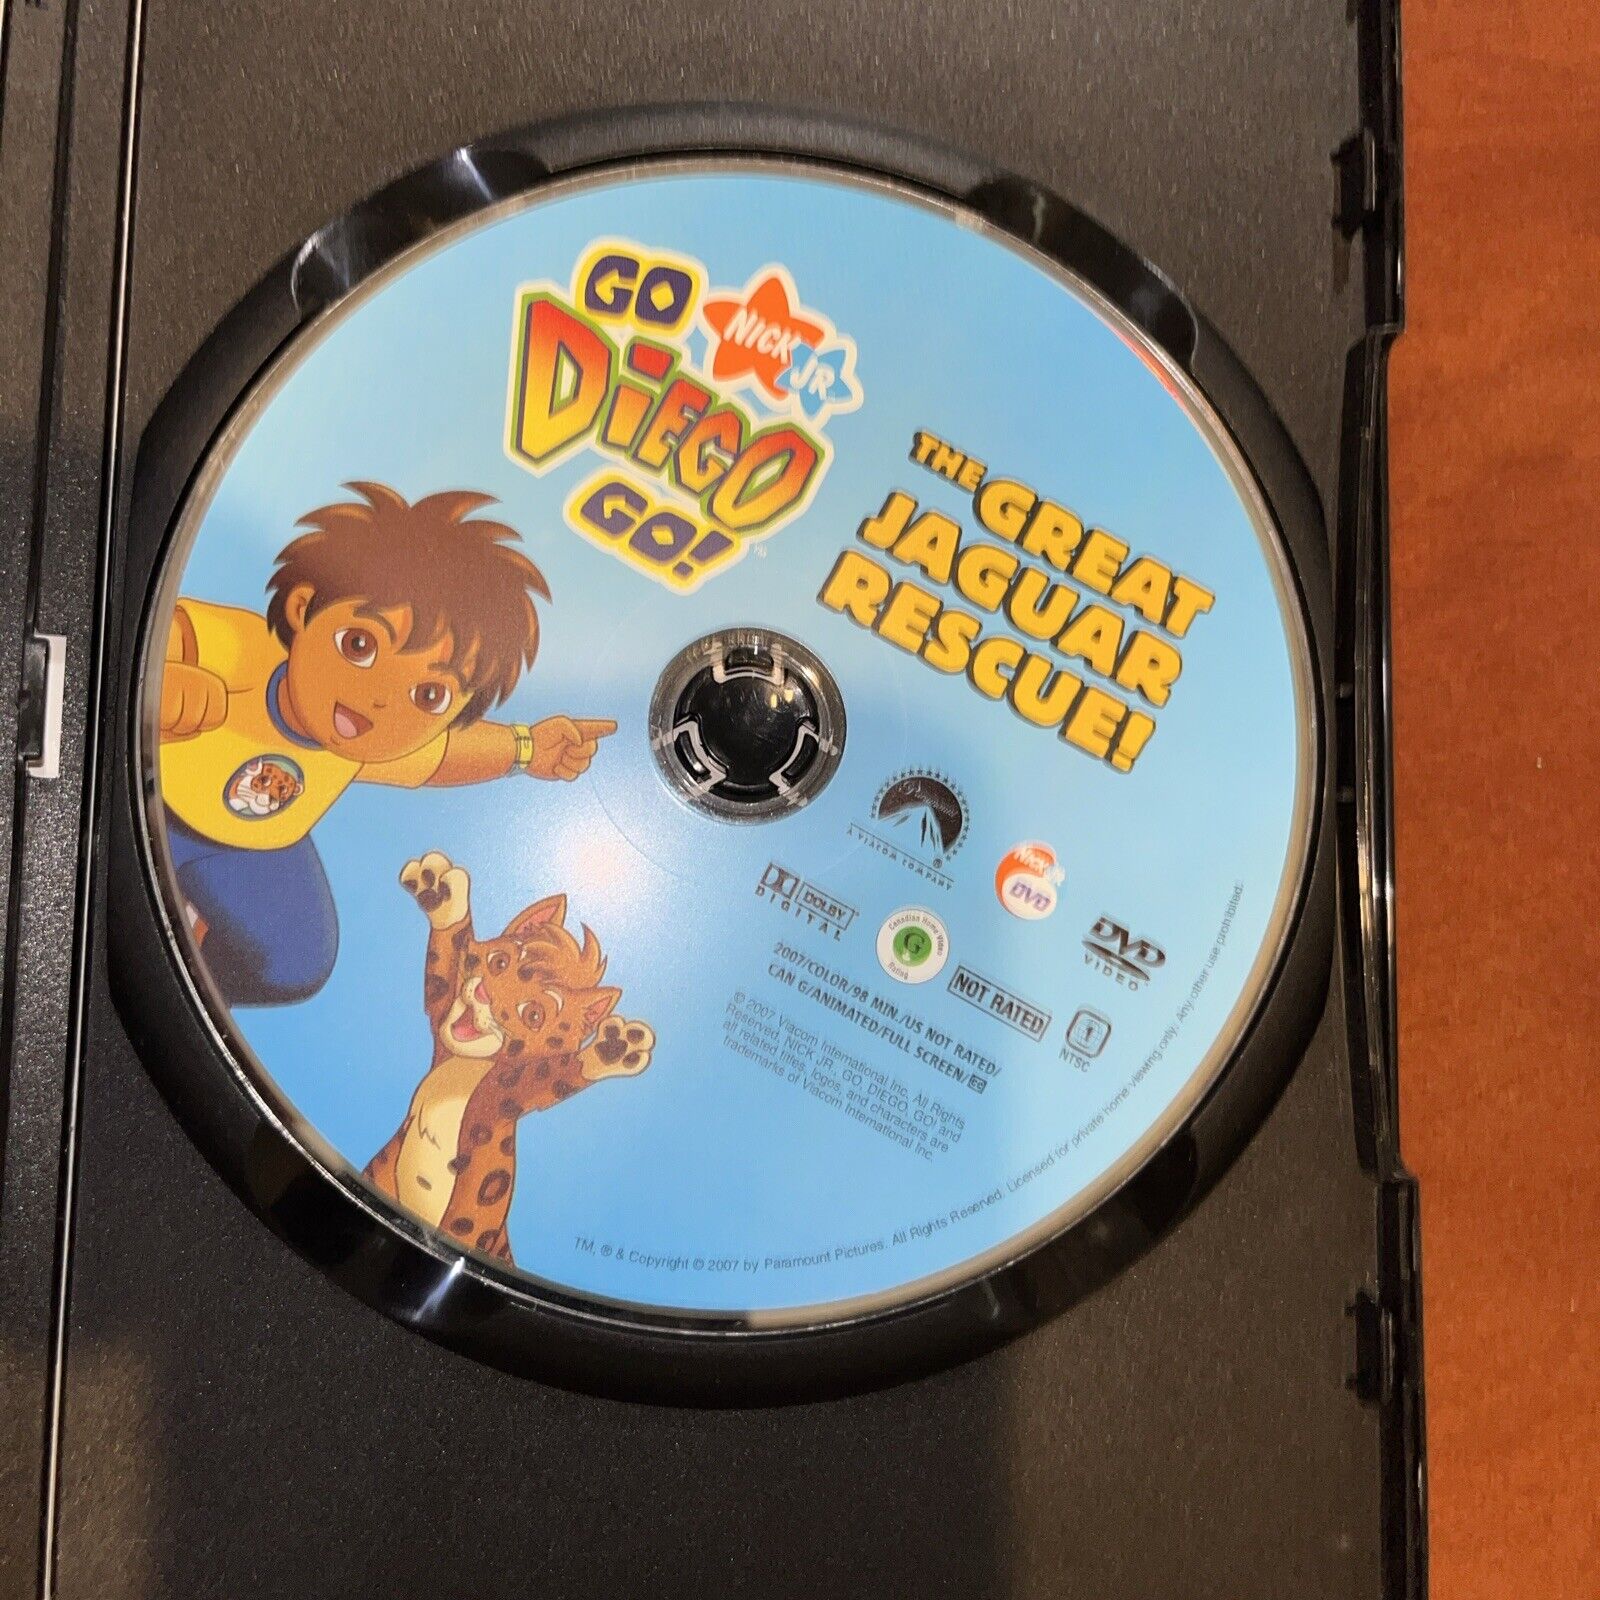 GO
DIEGO
GO!
TM
NICK
JR
THE GREAT
JAGUAR
RESCUE!
Paramount
®
A VIACOM COMPANY
DOLBY
DIGITAL
Canadian Home Video
G
Rating
NICK JR
DVD
DVD
VIDEO
NOT RATED
NTSC
2007/COLOR/98 MIN./US NOT RATED/
CAN G/ANIMATED/FULL SCREEN/CC
© 2007 Viacom International Inc. All Rights
Reserved. NICK JR., GO, DIEGO, GO! and
all related titles, logos, and characters are
trademarks of Viacom International Inc.
TM, ® & Copyright © 2007 by Paramount Pictures. All Rights Reserved. Licensed for private home viewing only. Any other use prohibited.